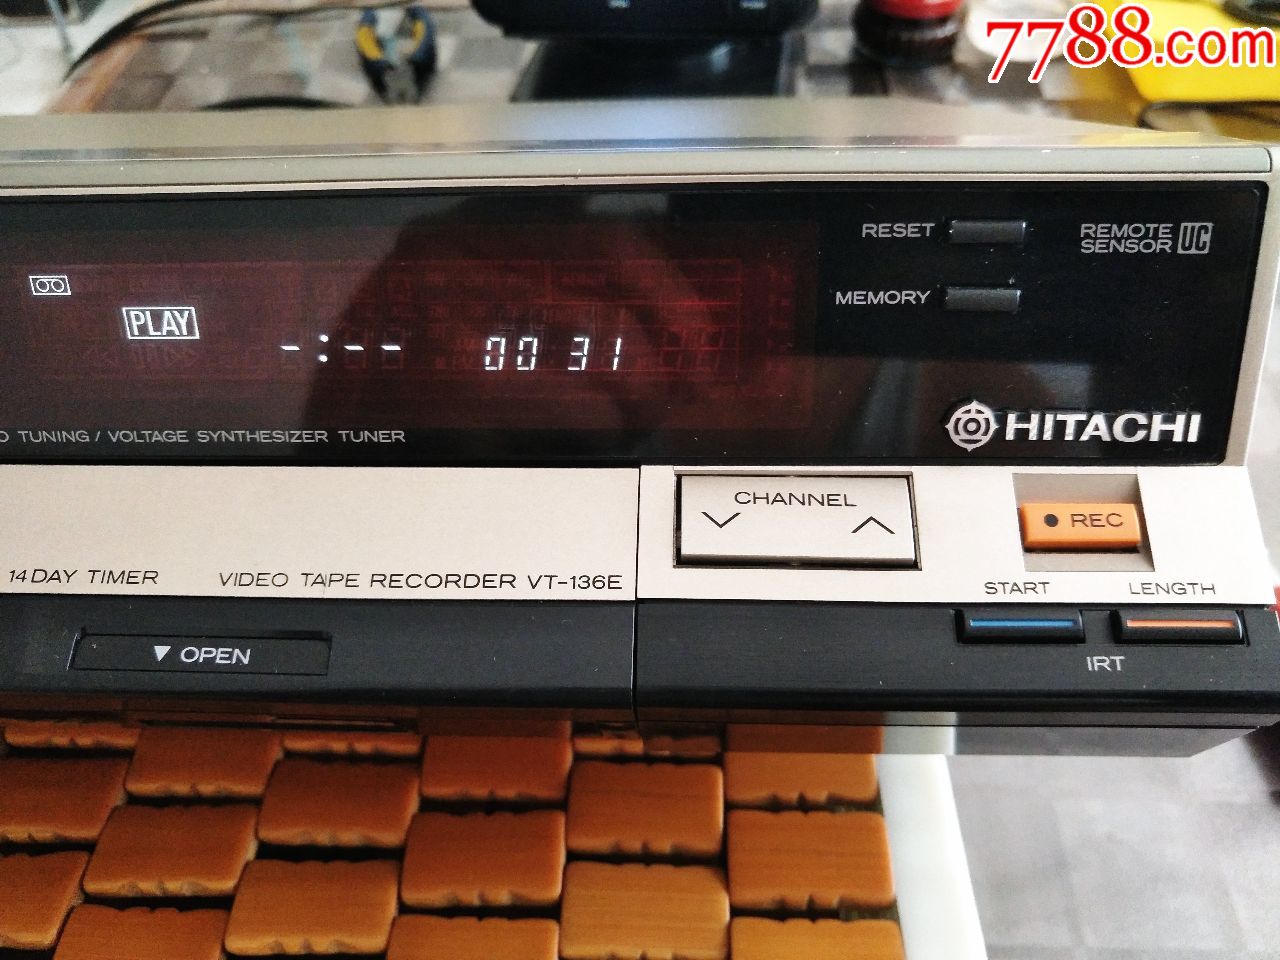 7788.com
RESET
REMOTE
SENSOR UC
MEMORY
PLAY
-:-- 00 31
TUNING / VOLTAGE SYNTHESIZER TUNER
HITACHI
CHANNEL
● REC
14 DAY TIMER
VIDEO TAPE RECORDER VT-136E
START
LENGTH
▼ OPEN
IRT